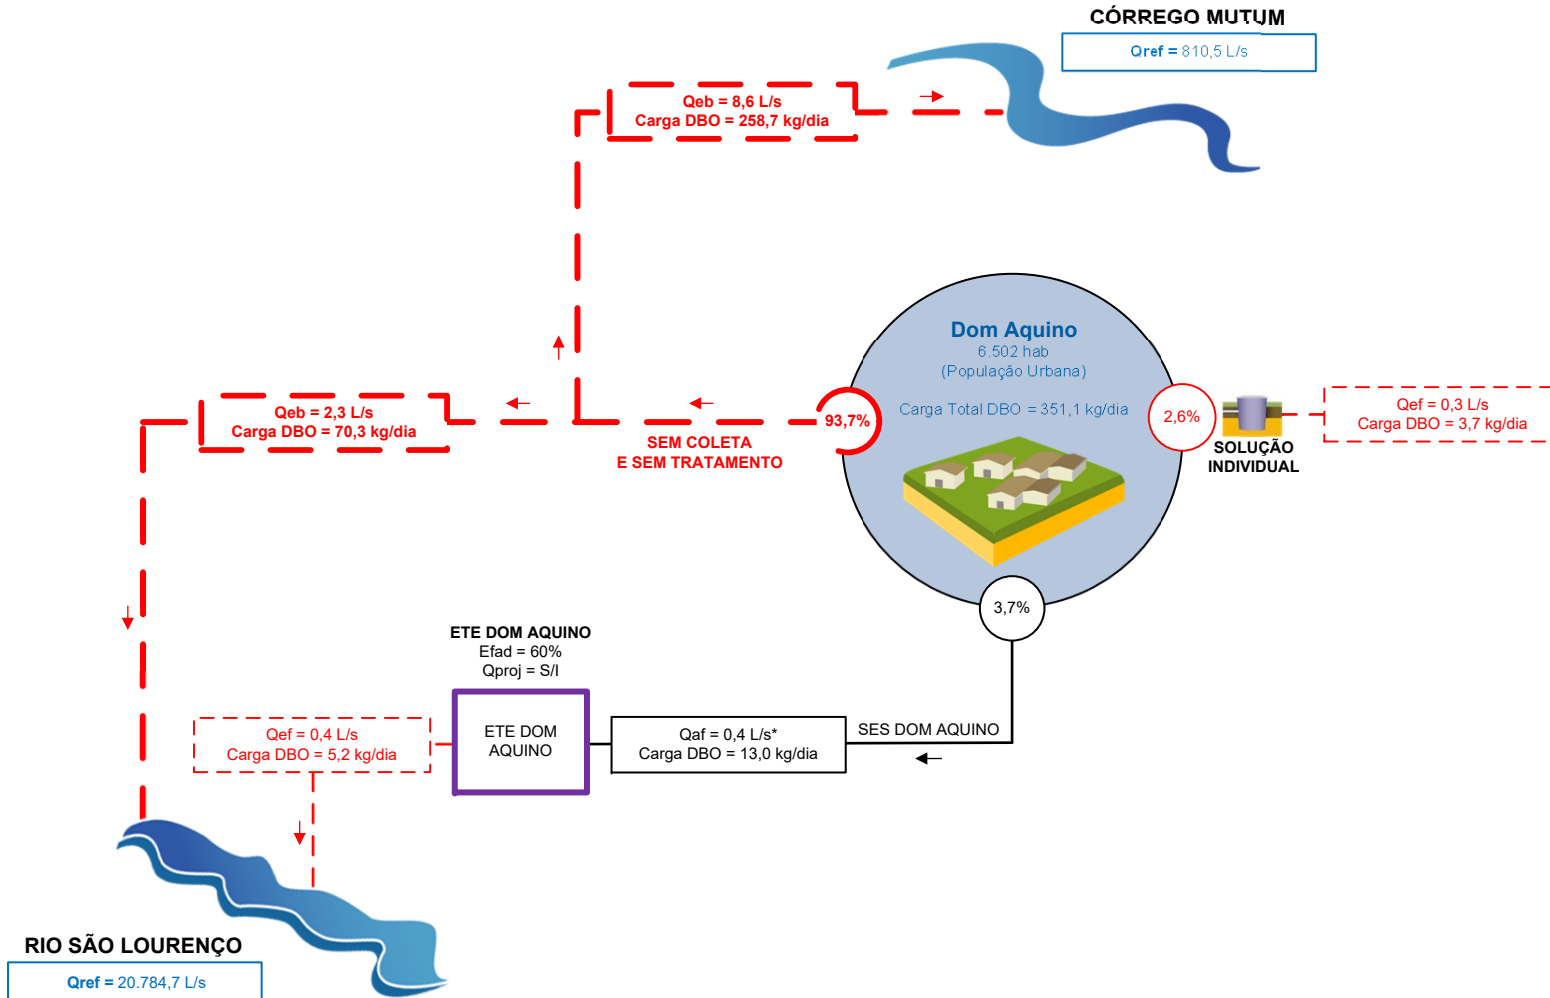 CÓRREGO MUTUM
Qref = 810,5 L/s
Qeb = 8,6 L/s
Carga DBO = 258,7 kg/dia
Dom Aquino
6.502 hab
(População Urbana)
Carga Total DBO = 351,1 kg/dia
Qeb = 2,3 L/s
Carga DBO = 70,3 kg/dia
93,7%
SEM COLETA
E SEM TRATAMENTO
2,6%
SOLUÇÃO
INDIVIDUAL
Qef = 0,3 L/s
Carga DBO = 3,7 kg/dia
3,7%
ETE DOM AQUINO
Efad = 60%
Qproj = S/I
ETE DOM
AQUINO
Qef = 0,4 L/s
Carga DBO = 5,2 kg/dia
Qaf = 0,4 L/s*
Carga DBO = 13,0 kg/dia
SES DOM AQUINO
RIO SÃO LOURENÇO
Qref = 20.784,7 L/s